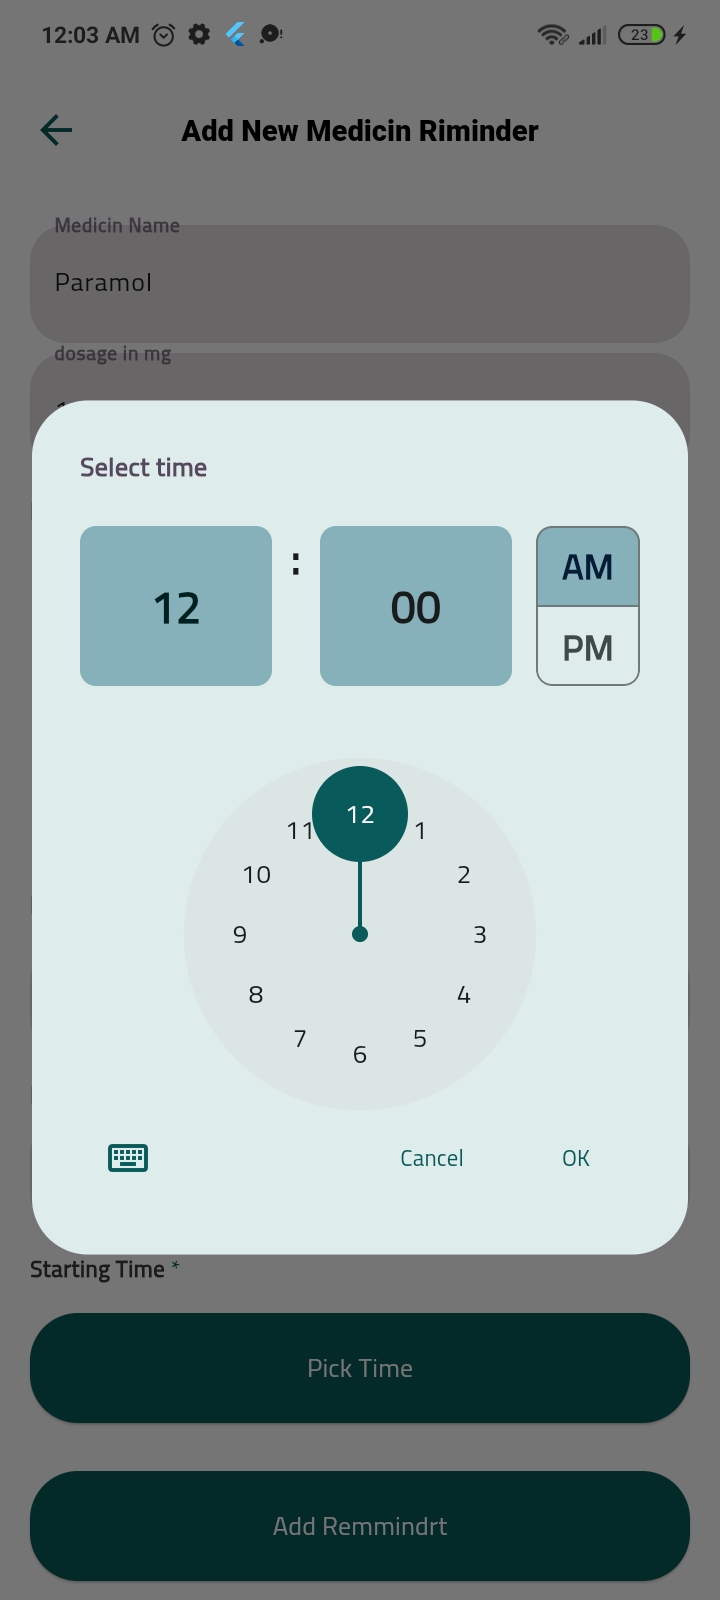 12:03 AM
23
Add New Medicin Riminder
Medicin Name
Paramol
dosage in mg
Select time
12 : 00 AM
PM
12
11 1
10 2
9 3
8 4
7 5
6
Cancel OK
Starting Time *
Pick Time
Add Remmindrt